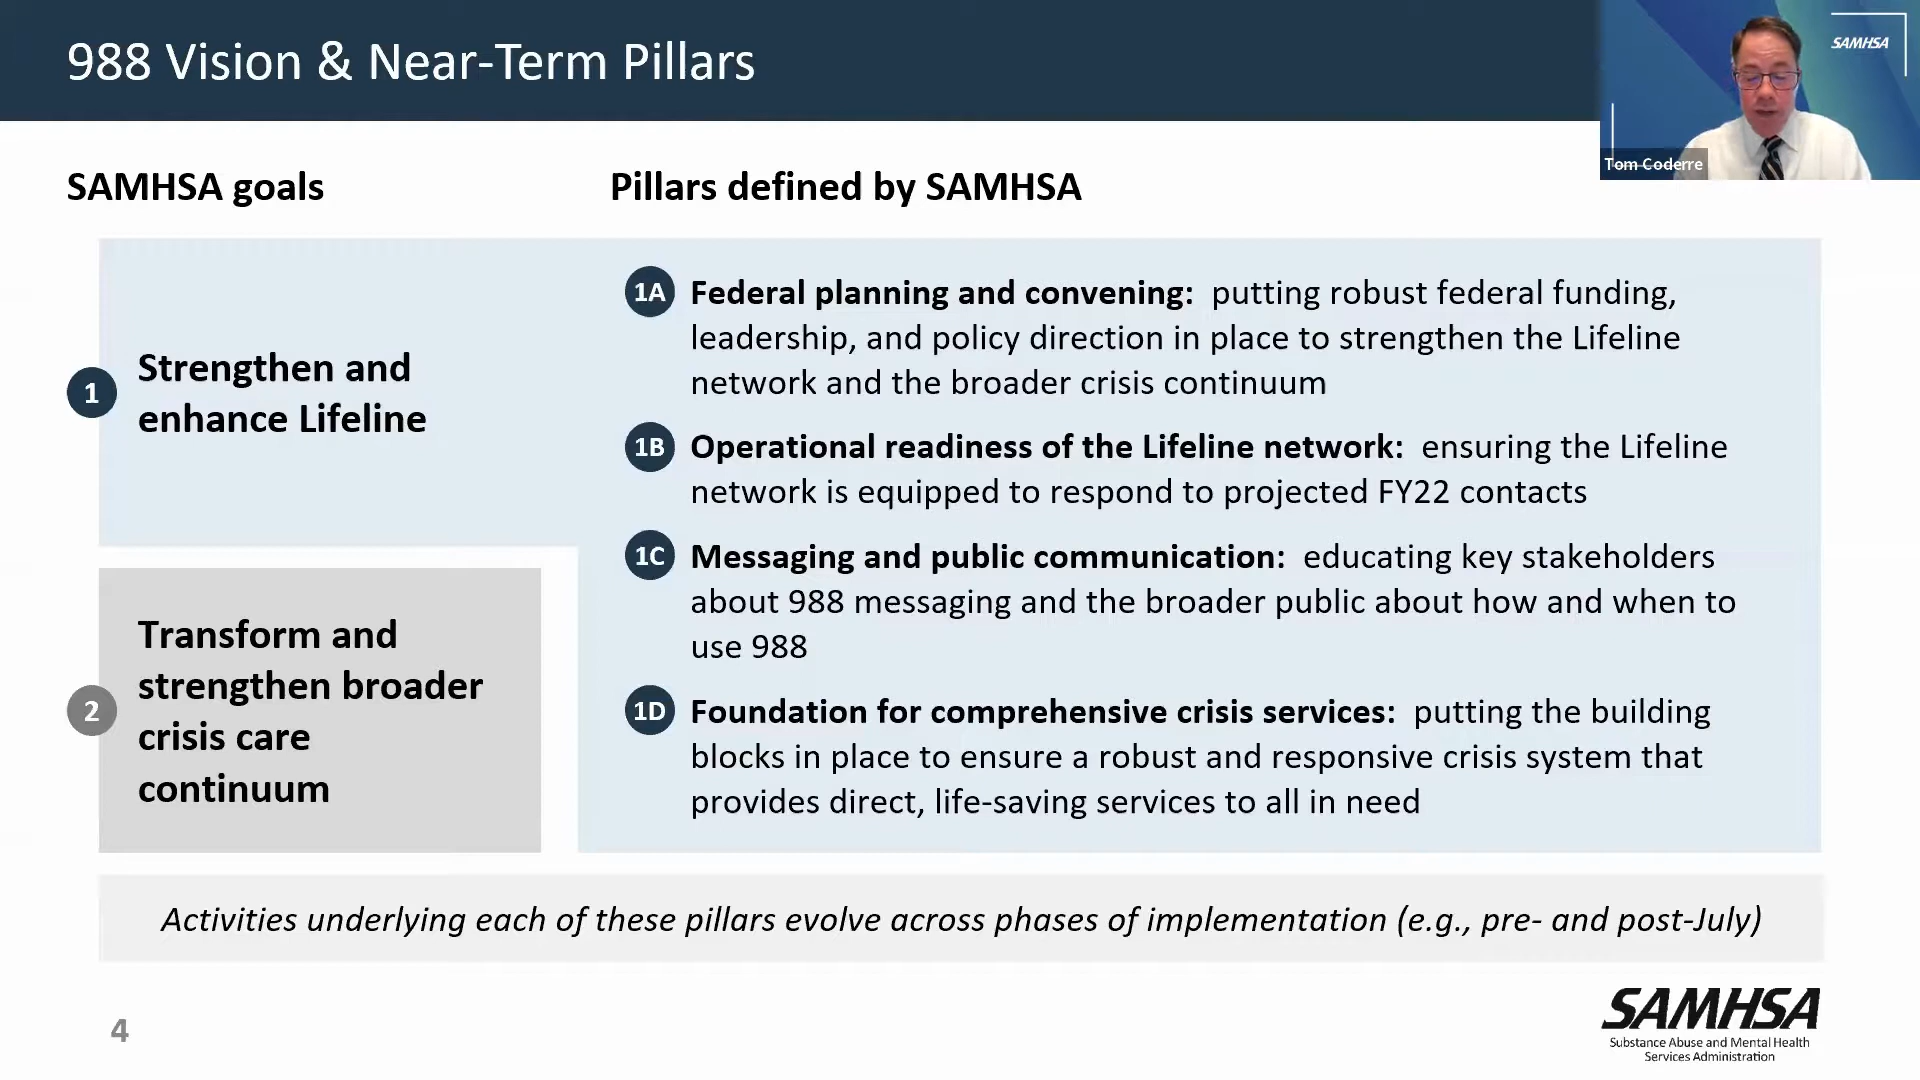 988 Vision & Near-Term Pillars
SAMHSA
Tom Coderre
SAMHSA goals
Pillars defined by SAMHSA
1
Strengthen and
enhance Lifeline
1A
Federal planning and convening: putting robust federal funding,
leadership, and policy direction in place to strengthen the Lifeline
network and the broader crisis continuum
1B
Operational readiness of the Lifeline network: ensuring the Lifeline
network is equipped to respond to projected FY22 contacts
1C
Messaging and public communication: educating key stakeholders
about 988 messaging and the broader public about how and when to
use 988
2
Transform and
strengthen broader
crisis care
continuum
1D
Foundation for comprehensive crisis services: putting the building
blocks in place to ensure a robust and responsive crisis system that
provides direct, life-saving services to all in need
Activities underlying each of these pillars evolve across phases of implementation (e.g., pre- and post-July)
4
SAMHSA
Substance Abuse and Mental Health
Services Administration